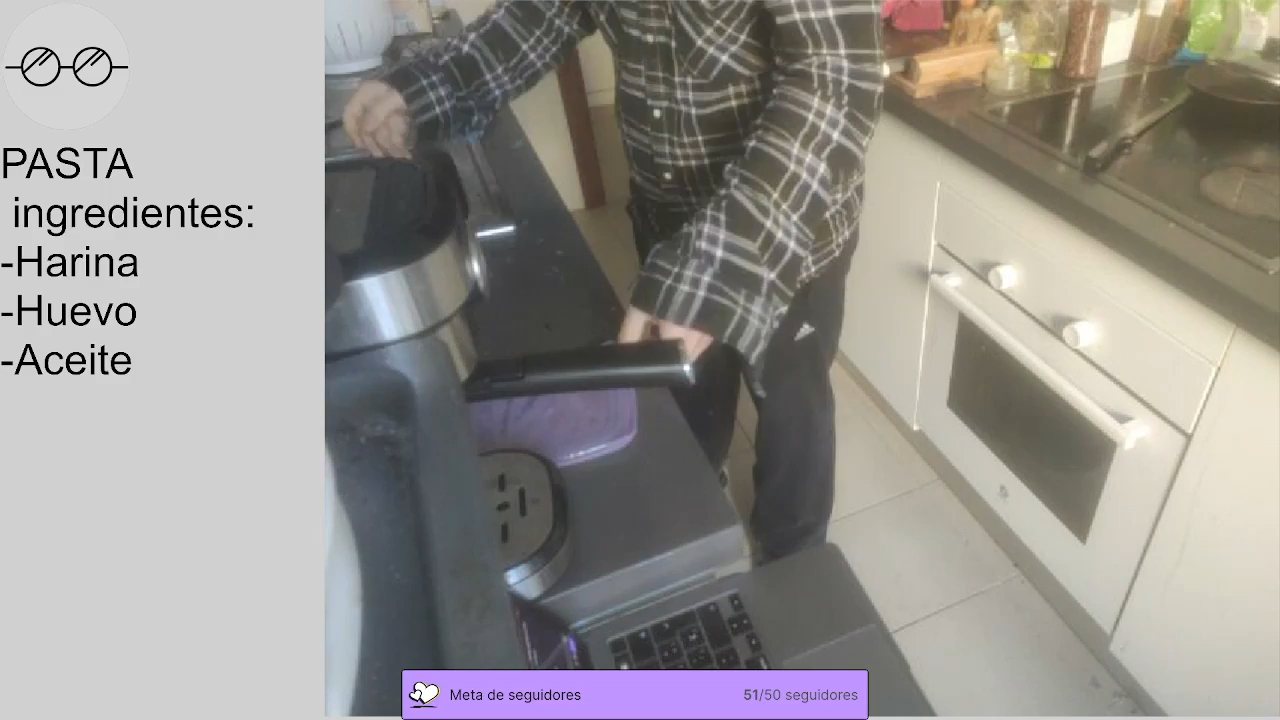 PASTA
ingredientes:
-Harina
-Huevo
-Aceite
Meta de seguidores 51/50 seguidores